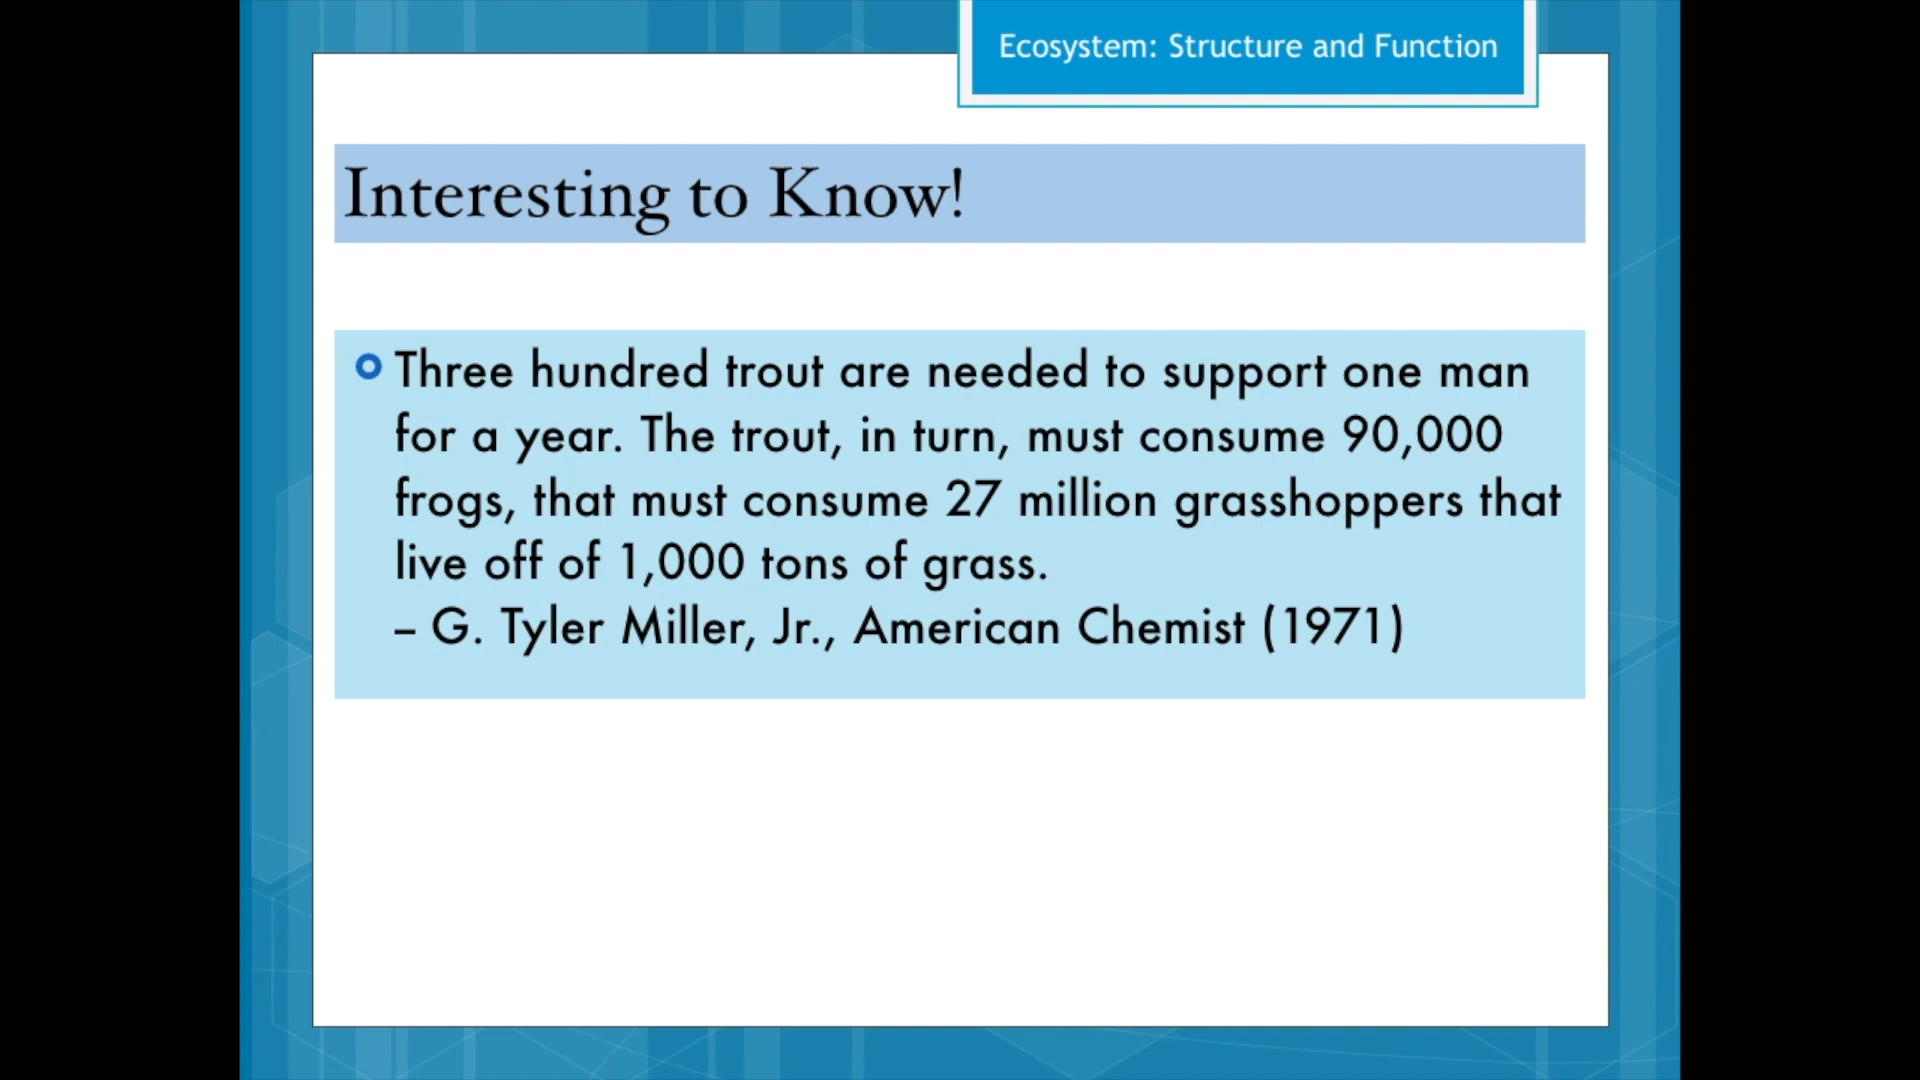 Ecosystem: Structure and Function
Interesting to Know!
Three hundred trout are needed to support one man
for a year. The trout, in turn, must consume 90,000
frogs, that must consume 27 million grasshoppers that
live off of 1,000 tons of grass.
– G. Tyler Miller, Jr., American Chemist (1971)